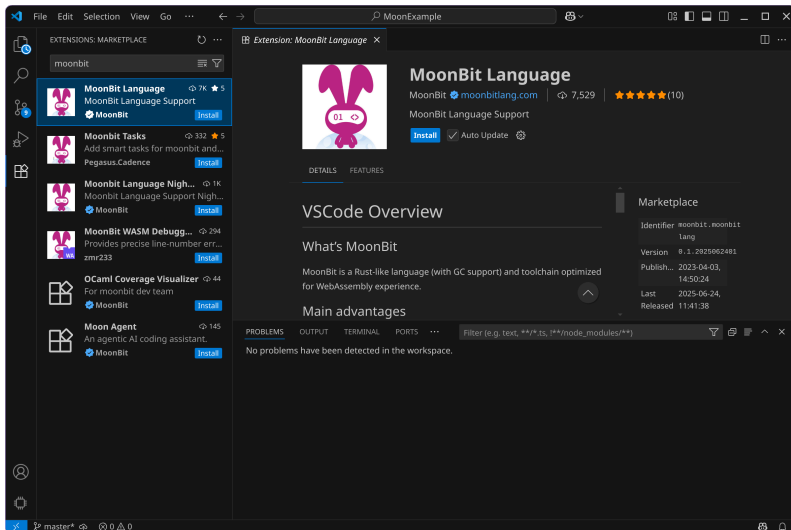 File Edit Selection View Go ··· MoonExample
EXTENSIONS: MARKETPLACE
moonbit
MoonBit Language 7K 5
MoonBit Language Support
MoonBit Install
Moonbit Tasks 332 5
Add smart tasks for moonbit and...
Pegasus.Cadence Install
Moonbit Language Nigh... 1K
Moonbit Language Support Nigh...
MoonBit Install
MoonBit WASM Debugg... 294
Provides precise line-number err...
zmr233 Install
OCaml Coverage Visualizer 44
For moonbit dev team
MoonBit Install
Moon Agent 145
An agentic AI coding assistant.
MoonBit Install
Extension: MoonBit Language
MoonBit Language
MoonBit moonbitlang.com 7,529 (10)
MoonBit Language Support
Install Auto Update
DETAILS FEATURES
VSCode Overview
What's MoonBit
MoonBit is a Rust-like language (with GC support) and toolchain optimized
for WebAssembly experience.
Main advantages
Marketplace
Identifier moonbit.moonbit
lang
Version 0.1.2025062401
Publish... 2023-04-03,
14:50:24
Last 2025-06-24,
Released 11:41:38
PROBLEMS OUTPUT TERMINAL PORTS ···
Filter (e.g. text, **/*.ts, !**/node_modules/**)
No problems have been detected in the workspace.
master* 0 0